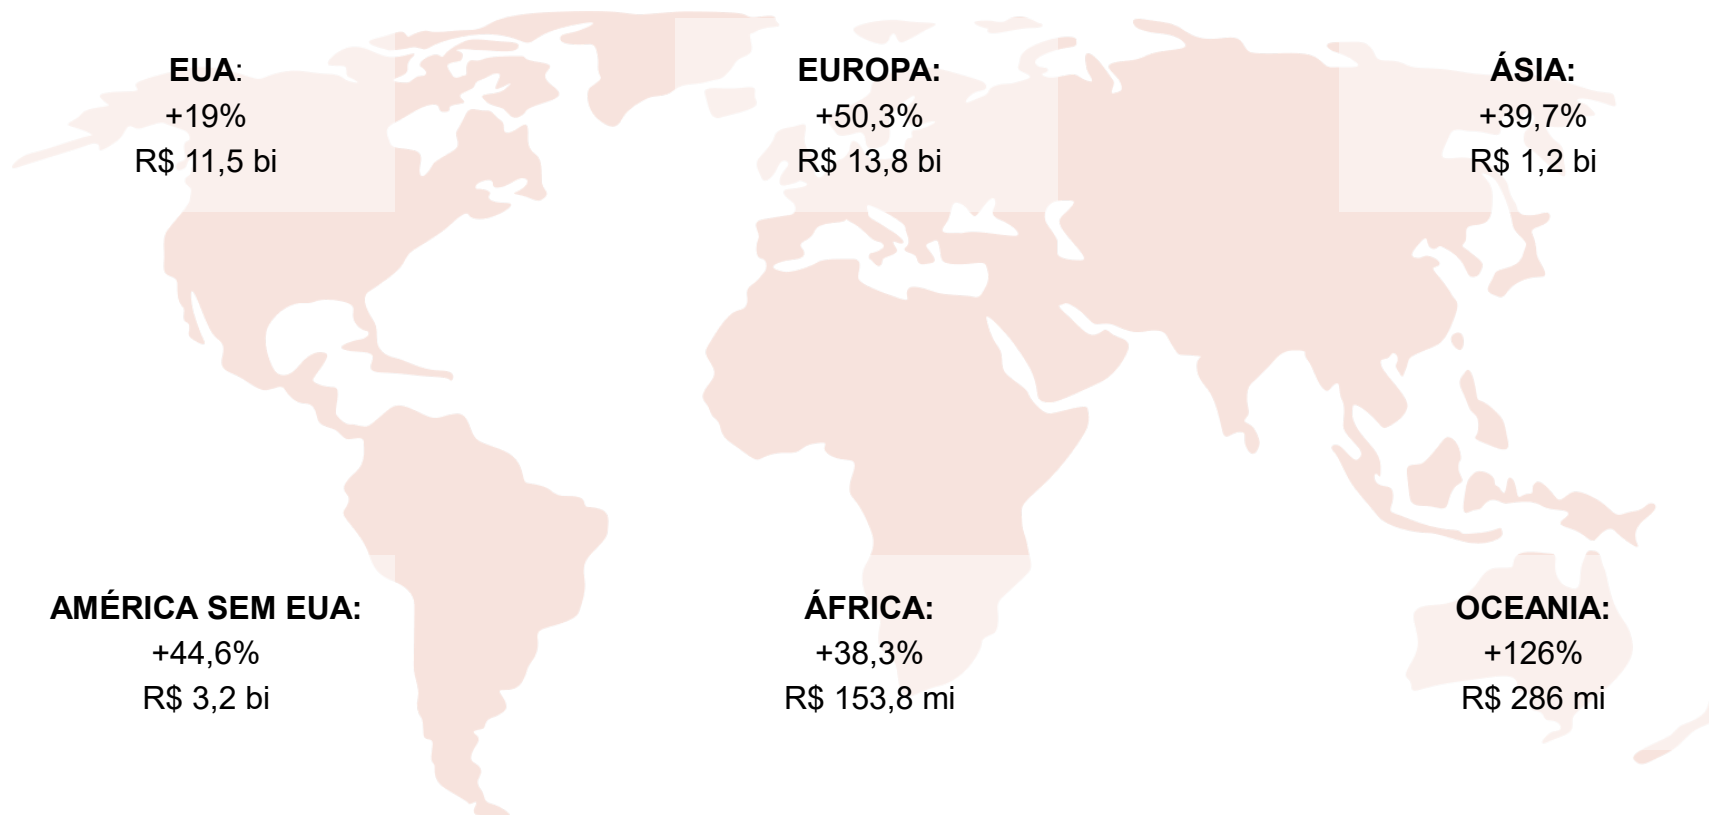 EUA:
+19%
R$ 11,5 bi
EUROPA:
+50,3%
R$ 13,8 bi
ÁSIA:
+39,7%
R$ 1,2 bi
AMÉRICA SEM EUA:
+44,6%
R$ 3,2 bi
ÁFRICA:
+38,3%
R$ 153,8 mi
OCEANIA:
+126%
R$ 286 mi